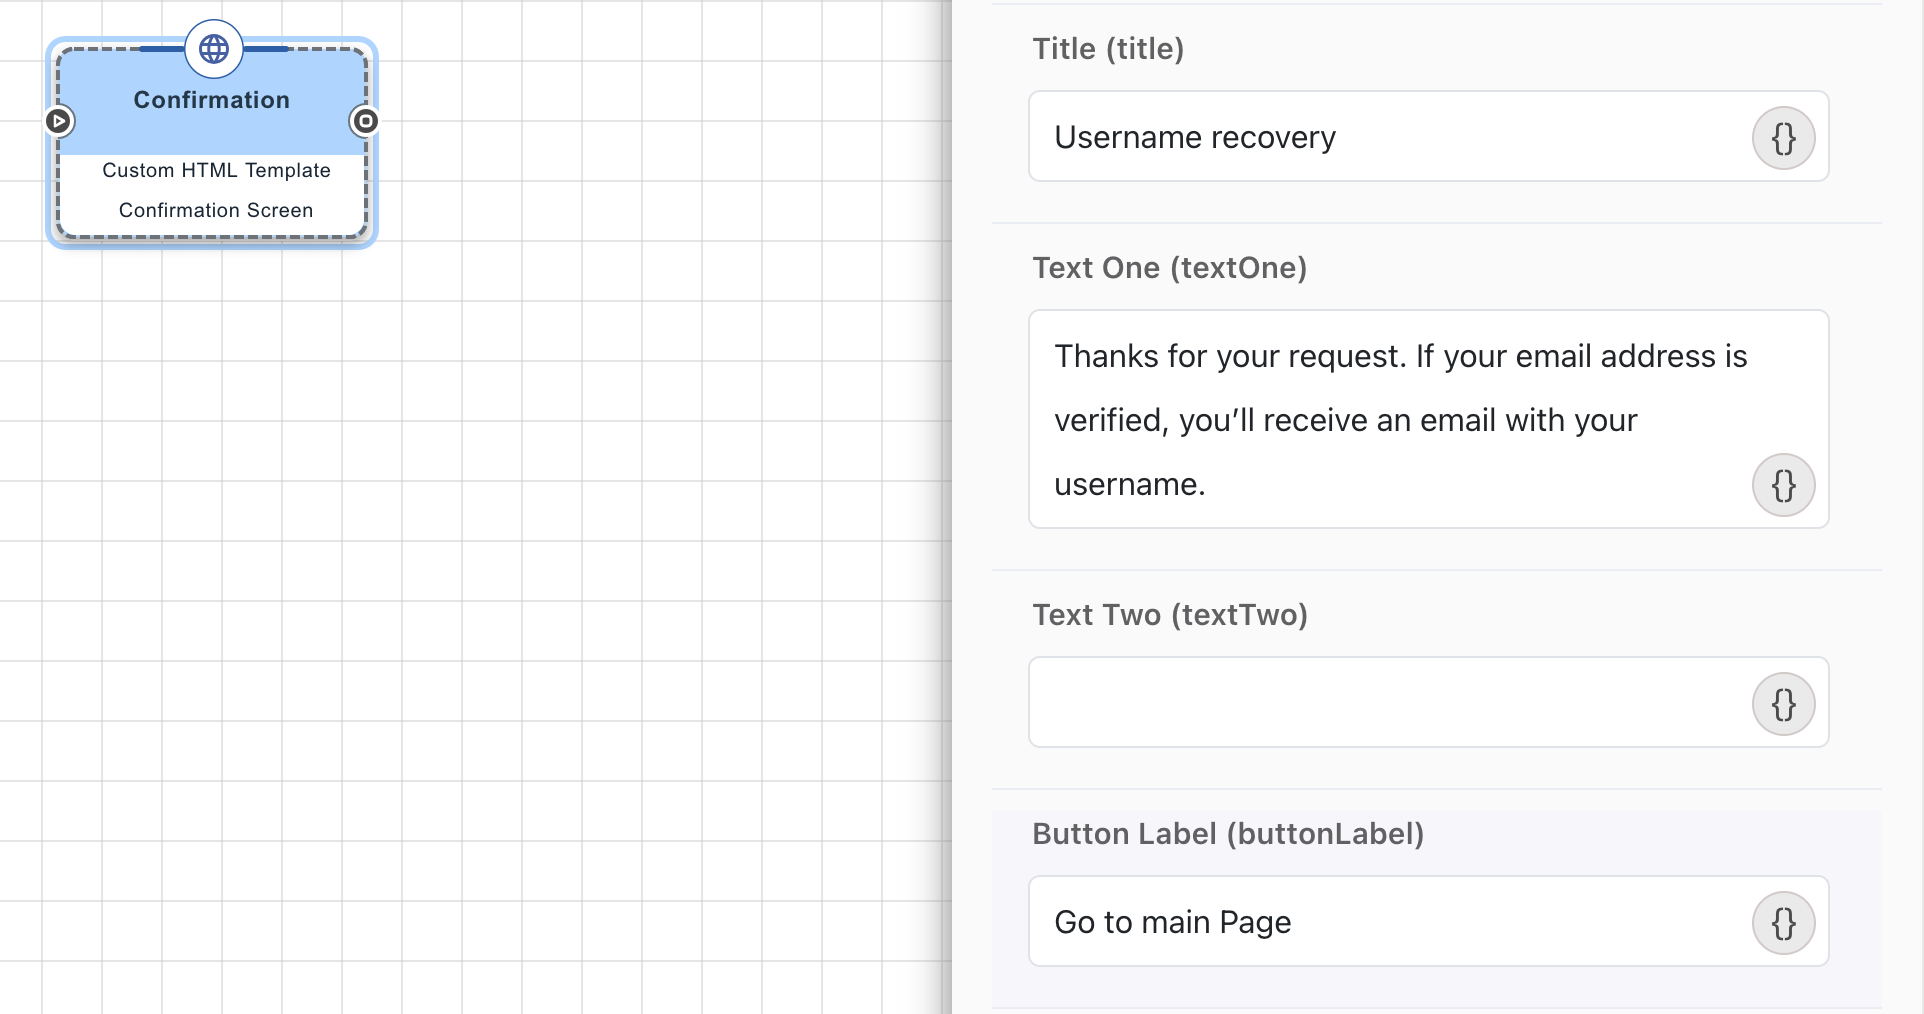 Confirmation
Custom HTML Template
Confirmation Screen
Title (title)
Username recovery
{}
Text One (textOne)
Thanks for your request. If your email address is
verified, you’ll receive an email with your
username.
{}
Text Two (textTwo)
{}
Button Label (buttonLabel)
Go to main Page
{}